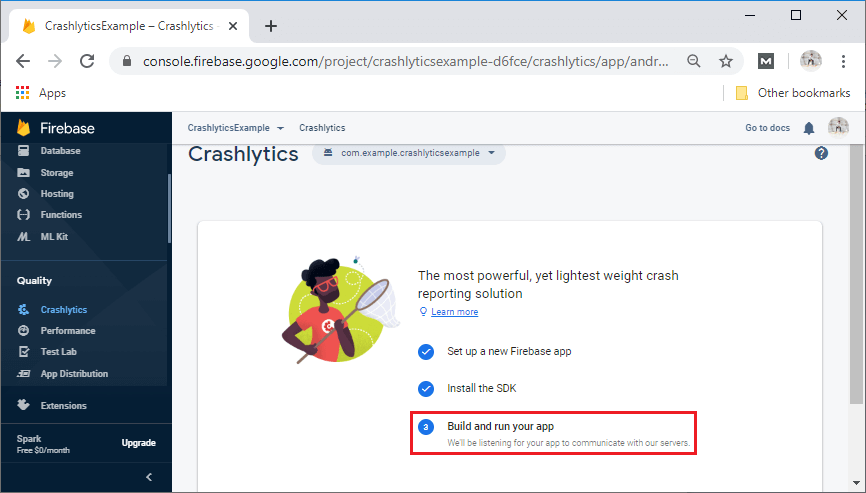 CrashlyticsExample – Crashlytics -
console.firebase.google.com/project/crashlyticsexample-d6fce/crashlytics/app/andr...
M
Apps
Other bookmarks
Firebase
CrashlyticsExample
Crashlytics
Go to docs
Database
Storage
Hosting
Functions
ML Kit
Quality
Crashlytics
Performance
Test Lab
App Distribution
Extensions
Spark
Free $0/month
Upgrade
Crashlytics
com.example.crashlyticsexample
?
The most powerful, yet lightest weight crash
reporting solution
Learn more
Set up a new Firebase app
Install the SDK
3 Build and run your app
We'll be listening for your app to communicate with our servers.